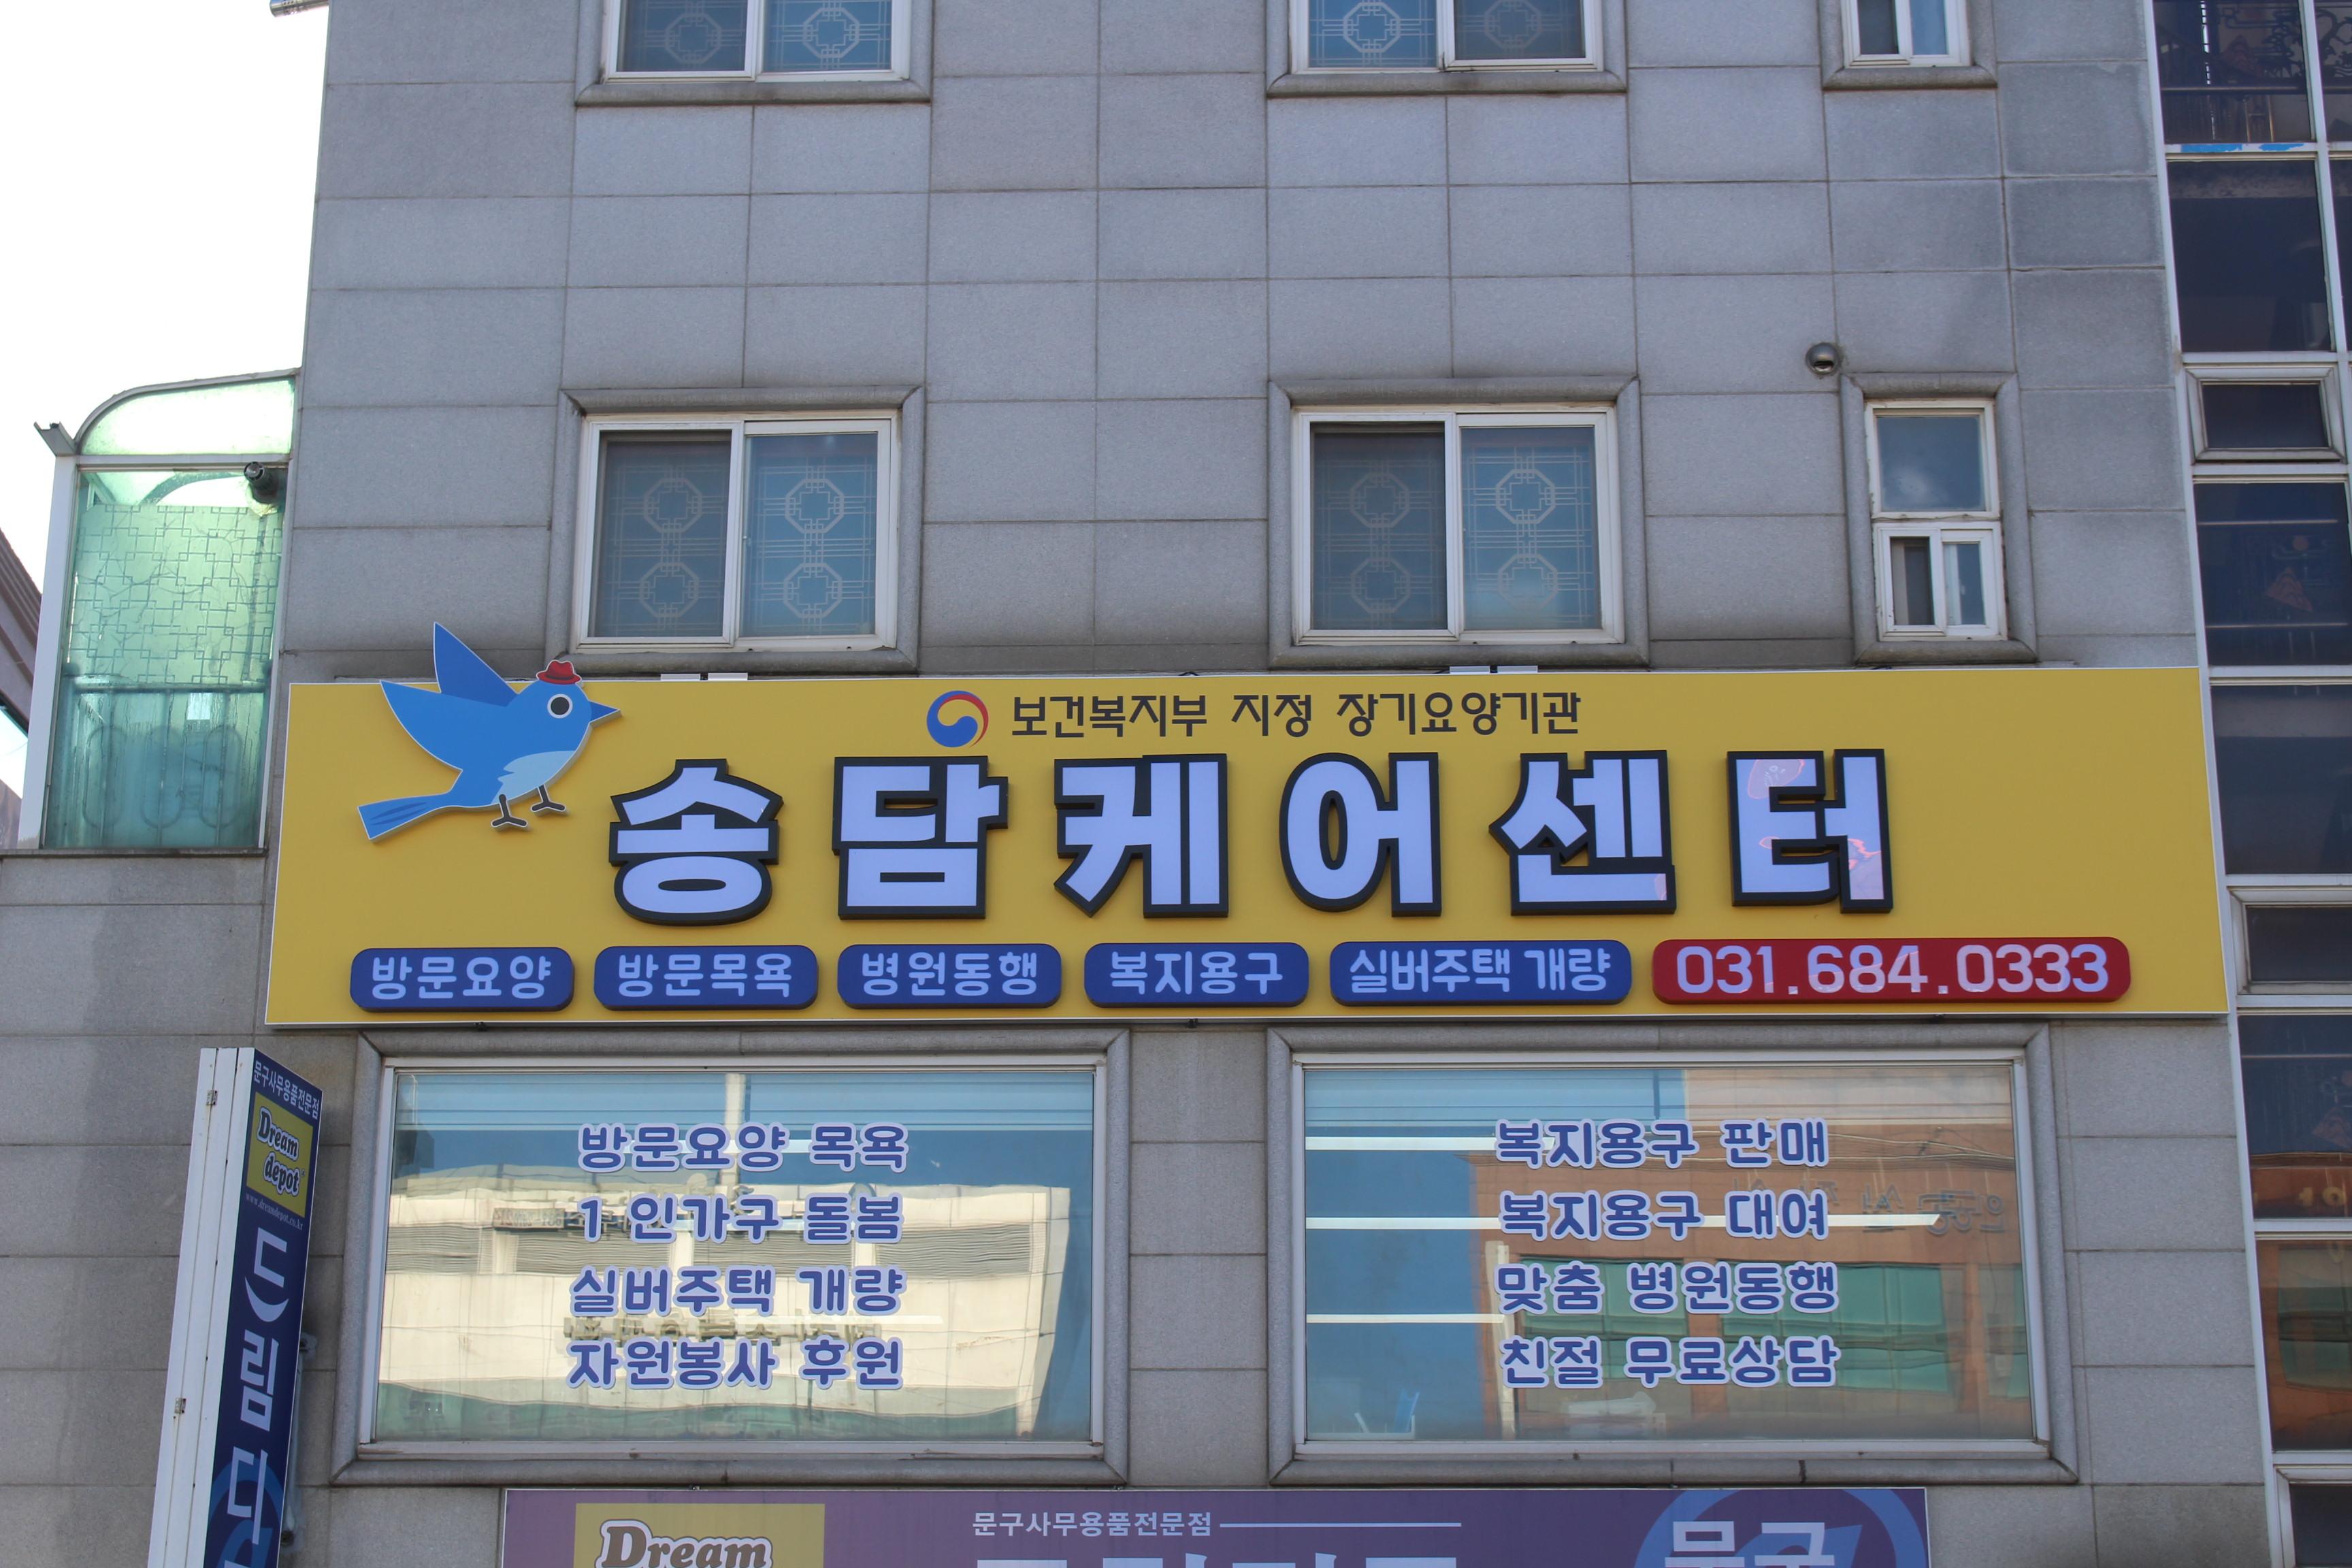 보건복지부 지정 장기요양기관
송담케어센터
방문요양 방문목욕 병원동행 복지용구 실버주택 개량 031.684.0333
방문요양 목욕
1인가구 돌봄
실버주택 개량
자원봉사 후원
복지용구 판매
복지용구 대여
맞춤 병원동행
친절 무료상담
문구사무용품전문점
Dream
depot
www.dreamdepot.co.kr
드림디
Dream
문구사무용품전문점
문구